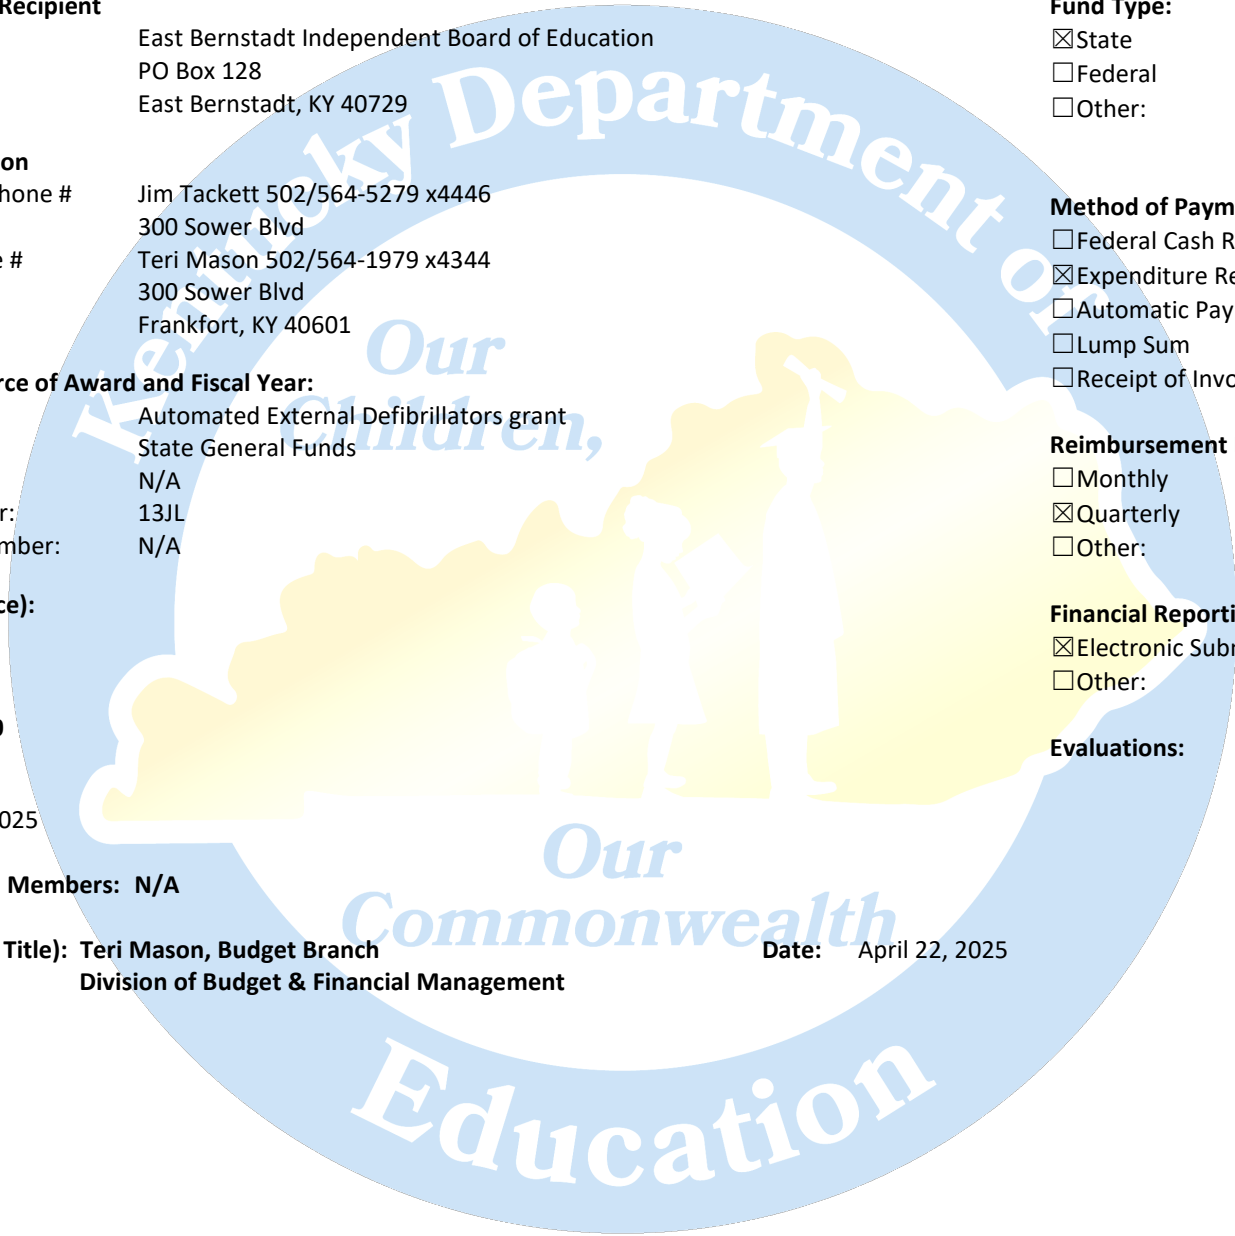 Recipient
East Bernstadt Independent Board of Education
PO Box 128
East Bernstadt, KY 40729
on
hone # Jim Tackett 502/564-5279 x4446
300 Sower Blvd
e # Teri Mason 502/564-1979 x4344
300 Sower Blvd
Frankfort, KY 40601
rce of Award and Fiscal Year:
Automated External Defibrillators grant
State General Funds
N/A
r: 13JL
mber: N/A
ce):
025
Members: N/A
Title): Teri Mason, Budget Branch Date: April 22, 2025
Division of Budget & Financial Management
Fund Type:
☒State
☐Federal
☐Other:
Method of Paym
☐Federal Cash R
☒Expenditure Re
☐Automatic Pay
☐Lump Sum
☐Receipt of Invo
Reimbursement
☐Monthly
☒Quarterly
☐Other:
Financial Reporti
☒Electronic Subr
☐Other:
Evaluations:
Kentucky Department of
Education
Our
Children,
Our
Commonwealth